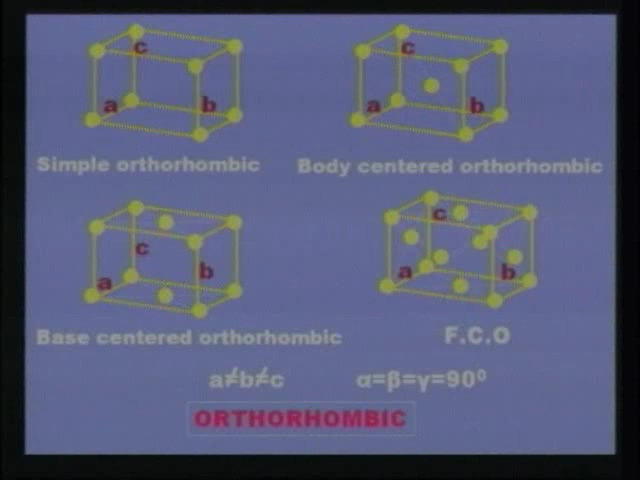 c
a b
Simple orthorhombic
c
a b
Body centered orthorhombic
c
a b
Base centered orthorhombic
c
a b
F.C.O
a≠b≠c
α=β=γ=90⁰
ORTHORHOMBIC